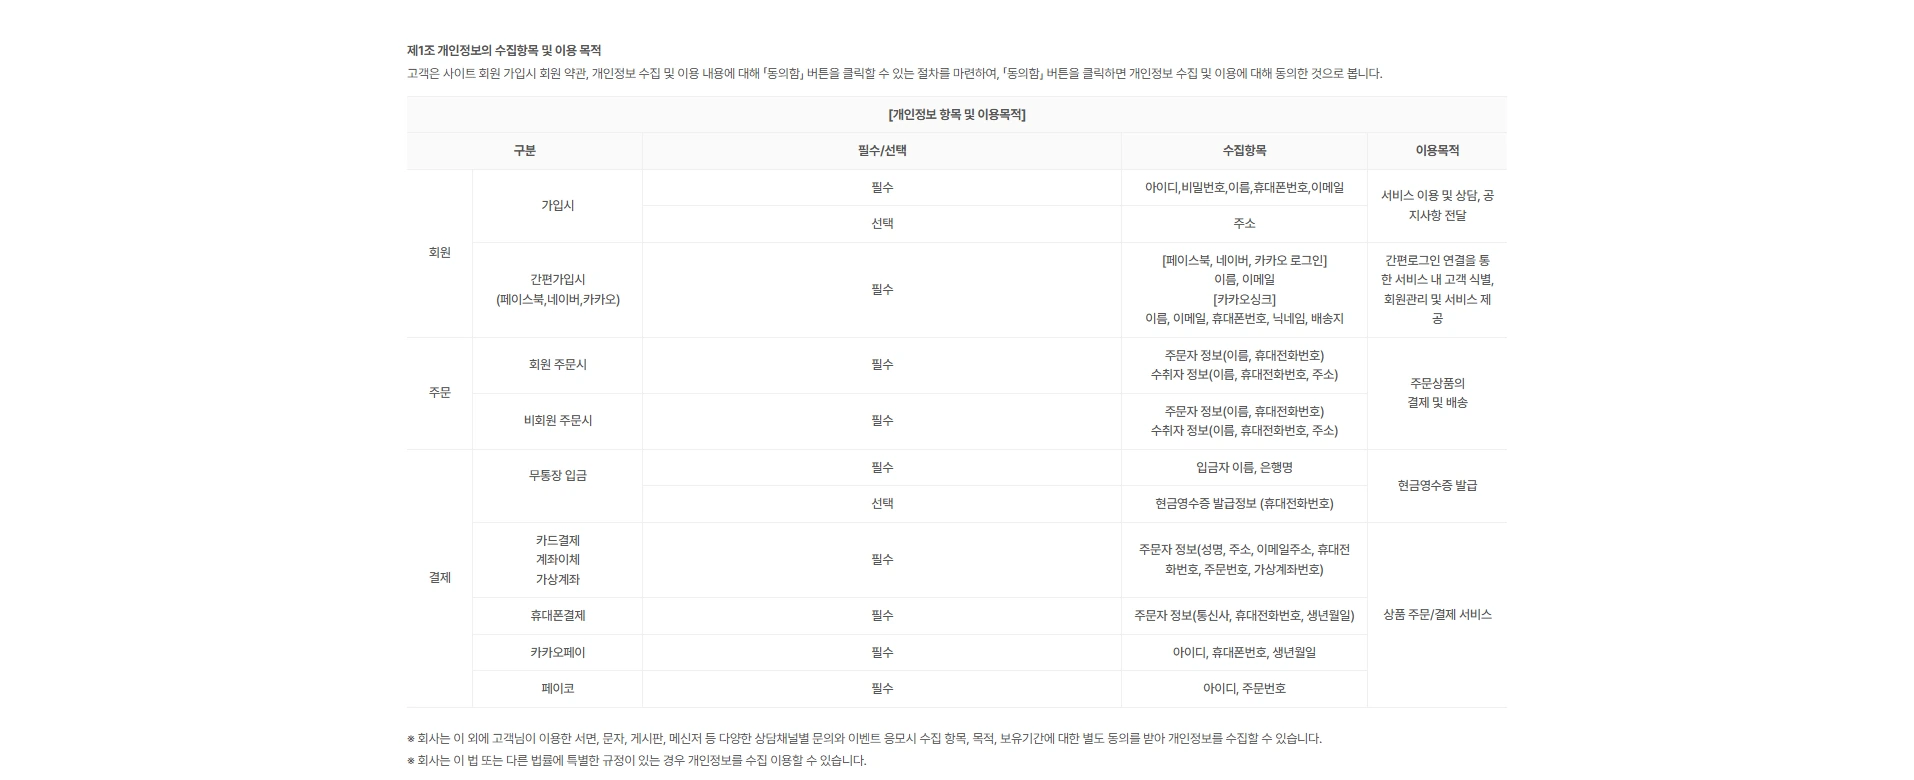 제1조 개인정보의 수집항목 및 이용 목적
고객은 사이트 회원 가입시 회원 약관, 개인정보 수집 및 이용 내용에 대해 「동의함」 버튼을 클릭할 수 있는 절차를 마련하여, 「동의함」 버튼을 클릭하면 개인정보 수집 및 이용에 대해 동의한 것으로 봅니다.
[개인정보 항목 및 이용목적]
구분 필수/선택 수집항목 이용목적
회원
가입시
필수
아이디,비밀번호,이름,휴대폰번호,이메일
서비스 이용 및 상담, 공
지사항 전달
선택
주소
간편가입시
(페이스북,네이버,카카오)
필수
[페이스북, 네이버, 카카오 로그인]
이름, 이메일
[카카오싱크]
이름, 이메일, 휴대폰번호, 닉네임, 배송지
간편로그인 연결을 통
한 서비스 내 고객 식별,
회원관리 및 서비스 제
공
주문
회원 주문시
필수
주문자 정보(이름, 휴대전화번호)
수취자 정보(이름, 휴대전화번호, 주소)
주문상품의
결제 및 배송
비회원 주문시
필수
주문자 정보(이름, 휴대전화번호)
수취자 정보(이름, 휴대전화번호, 주소)
결제
무통장 입금
필수
입금자 이름, 은행명
현금영수증 발급
선택
현금영수증 발급정보 (휴대전화번호)
카드결제
계좌이체
가상계좌
필수
주문자 정보(성명, 주소, 이메일주소, 휴대전
화번호, 주문번호, 가상계좌번호)
상품 주문/결제 서비스
휴대폰결제
필수
주문자 정보(통신사, 휴대전화번호, 생년월일)
카카오페이
필수
아이디, 휴대폰번호, 생년월일
페이코
필수
아이디, 주문번호
※ 회사는 이 외에 고객님이 이용한 서면, 문자, 게시판, 메신저 등 다양한 상담채널별 문의와 이벤트 응모시 수집 항목, 목적, 보유기간에 대한 별도 동의를 받아 개인정보를 수집할 수 있습니다.
※ 회사는 이 법 또는 다른 법률에 특별한 규정이 있는 경우 개인정보를 수집 이용할 수 있습니다.